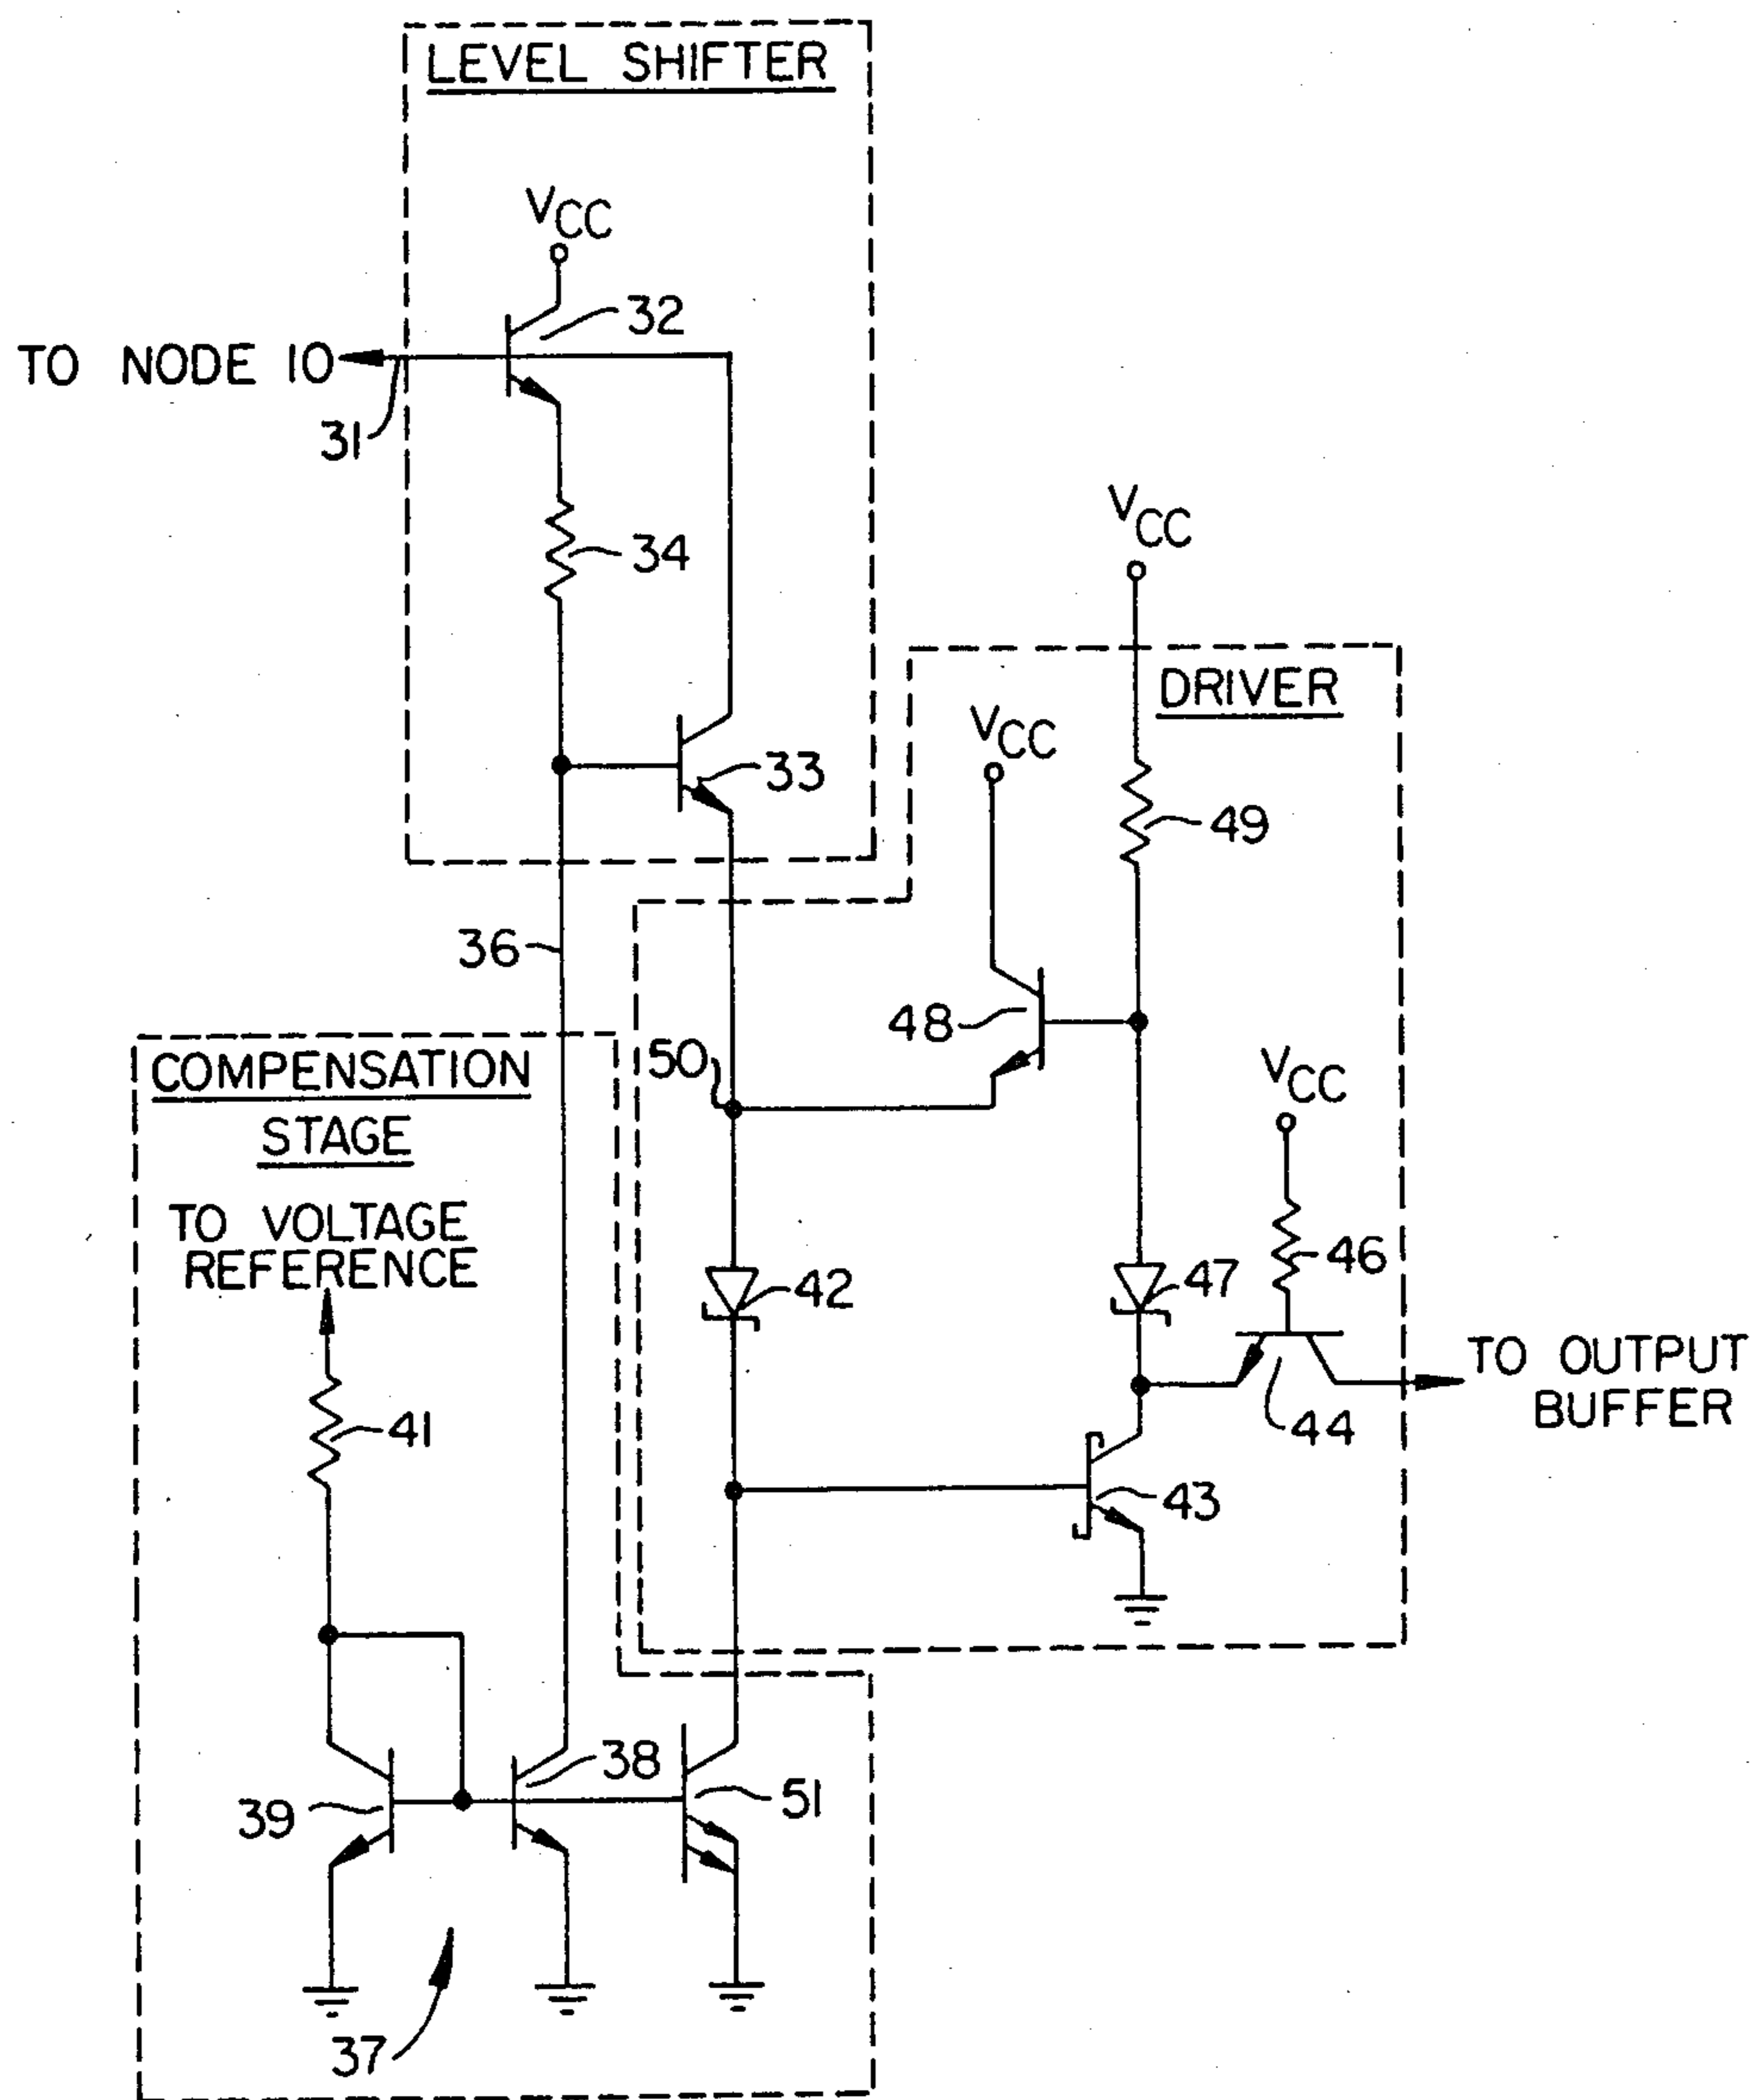 LEVEL SHIFTER
VCC
32
TO NODE 10
31
34
VCC
DRIVER
VCC
33
49
36
48
COMPENSATION
STAGE
50
VCC
TO VOLTAGE
REFERENCE
42
47
46
TO OUTPUT
BUFFER
41
44
43
38
51
39
37